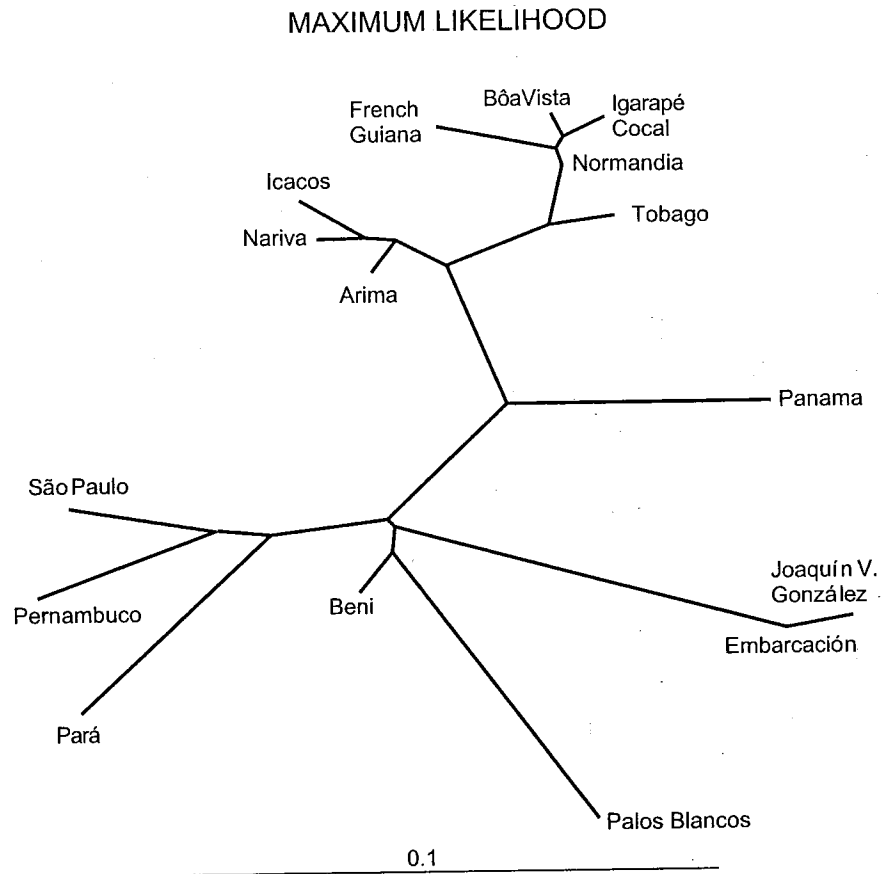 MAXIMUM LIKELIHOOD
BôaVista
Igarapé
Cocal
French
Guiana
Normandia
Icacos
Tobago
Nariva
Arima
Panama
São Paulo
Joaquín V.
González
Pernambuco
Beni
Embarcación
Pará
Palos Blancos
0.1